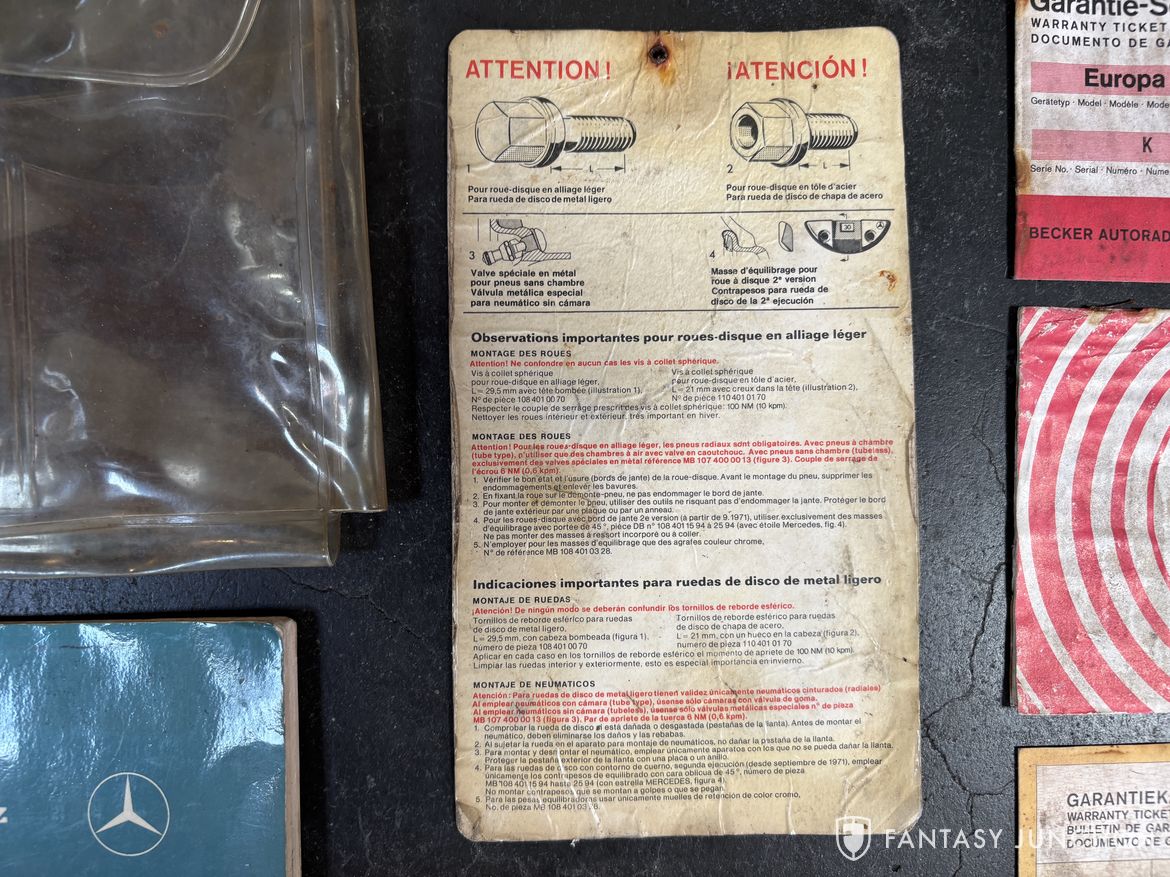 ATTENTION!
¡ATENCIÓN!
L
1
Pour roue-disque en alliage léger
Para rueda de disco de metal ligero
L
2
Pour roue-disque en tôle d'acier
Para rueda de disco de chapa de acero
3
Valve spéciale en métal
pour pneus sans chambre
Válvula metálica especial
para neumático sin cámara
30
4
Masse d'équilibrage pour
roue à disque 2ª version
Contrapesos para rueda de
disco de la 2ª ejecución
Observations importantes pour roues-disque en alliage léger
MONTAGE DES ROUES
Attention! Ne confondre en aucun cas les vis à collet sphérique.
Vis à collet sphérique
pour roue-disque en alliage léger,
L = 29,5 mm avec tête bombée (illustration 1),
Nº de pièce 108 401 00 70
Vis à collet sphérique
pour roue-disque en tôle d'acier,
L = 21 mm avec creux dans la tête (illustration 2),
Nº de pièce 110 401 01 70
Respecter le couple de serrage prescrit des vis à collet sphérique: 100 NM (10 kpm).
Nettoyer les roues intérieur et extérieur, très important en hiver.
MONTAGE DES ROUES
Attention! Pour les roues-disque en alliage léger, les pneus radiaux sont obligatoires. Avec pneus à chambre
(tube type), n'utiliser que des chambres à air avec valve en caoutchouc. Avec pneus sans chambre (tubeless),
exclusivement des valves spéciales en métal référence MB 107 400 00 13 (figure 3). Couple de serrage de
l'écrou 6 NM (0,6 kpm).
1. Vérifier le bon état et l'usure (bords de jante) de la roue-disque. Avant le montage du pneu, supprimer les
endommagements et enlever les bavures.
2. En fixant la roue sur le démonte-pneu, ne pas endommager le bord de jante.
3. Pour monter et démonter le pneu, utiliser des outils ne risquant pas d'endommager la jante. Protéger le bord
de jante extérieur par une plaque ou par un anneau.
4. Pour les roues-disque avec bord de jante 2e version (à partir de 9.1971), utiliser exclusivement des masses
d'équilibrage avec portée de 45°, pièce DB n° 108 401 15 94 à 25 94 (avec étoile Mercedes, fig. 4).
Ne pas monter des masses à ressort incorporé ou à coller.
5. N'employer pour les masses d'équilibrage que des agrafes couleur chrome,
N° de référence MB 108 401 03 28.
Indicaciones importantes para ruedas de disco de metal ligero
MONTAJE DE RUEDAS
¡Atención! De ningún modo se deberán confundir los tornillos de reborde esférico.
Tornillos de reborde esférico para ruedas
de disco de metal ligero,
L = 29,5 mm, con cabeza bombeada (figura 1),
número de pieza 108 401 00 70
Tornillos de reborde esférico para ruedas
de disco de chapa de acero,
L = 21 mm, con un hueco en la cabeza (figura 2),
número de pieza 110 401 01 70
Aplicar en cada caso en los tornillos de reborde esférico el momento de apriete de 100 NM (10 kpm).
Limpiar las ruedas interior y exteriormente, esto es especial importancia en invierno.
MONTAJE DE NEUMATICOS
Atención: Para ruedas de disco de metal ligero tienen validez únicamente neumáticos cinturados (radiales)
Al emplear neumáticos con cámara (tube type), úsense sólo cámaras con válvula de goma.
Al emplear neumáticos sin cámara (tubeless), úsense sólo válvulas metálicas especiales n° de pieza
MB 107 400 00 13 (figura 3). Par de apriete de la tuerca 6 NM (0,6 kpm).
1. Comprobar la rueda de disco si está dañada o desgastada (pestañas de la llanta). Antes de montar el
neumático, deben eliminarse los daños y las rebabas.
2. Al sujetar la rueda en el aparato para montaje de neumáticos, no dañar la pestaña de la llanta.
3. Para montar y desmontar el neumático, emplear únicamente aparatos con los que no se pueda dañar la llanta.
Proteger la pestaña exterior de la llanta con una placa o un anillo.
4. Para las ruedas de disco con contorno de cuerno, segunda ejecución (desde septiembre de 1971), emplear
únicamente los contrapesos de equilibrado con cara oblicua de 45°, número de pieza
MB 108 401 15 94 hasta 25 94 (con estrella MERCEDES, figura 4).
No montar contrapesos que se montan a golpes o que se pegan.
5. Para las pesas equilibradoras usar únicamente muelles de retención de color cromo,
No. de pieza MB 108 401 03 28.
Garantie-S
WARRANTY TICKET
DOCUMENTO DE GA
Europa
Gerätetyp · Model · Modèle · Mode
K
Serie No. · Serial · Numéro · Nume
BECKER AUTORAD
GARANTIEK
WARRANTY TICKET
BULLETIN DE GAR
DOCUMENTO DE G
z
FANTASY JUN